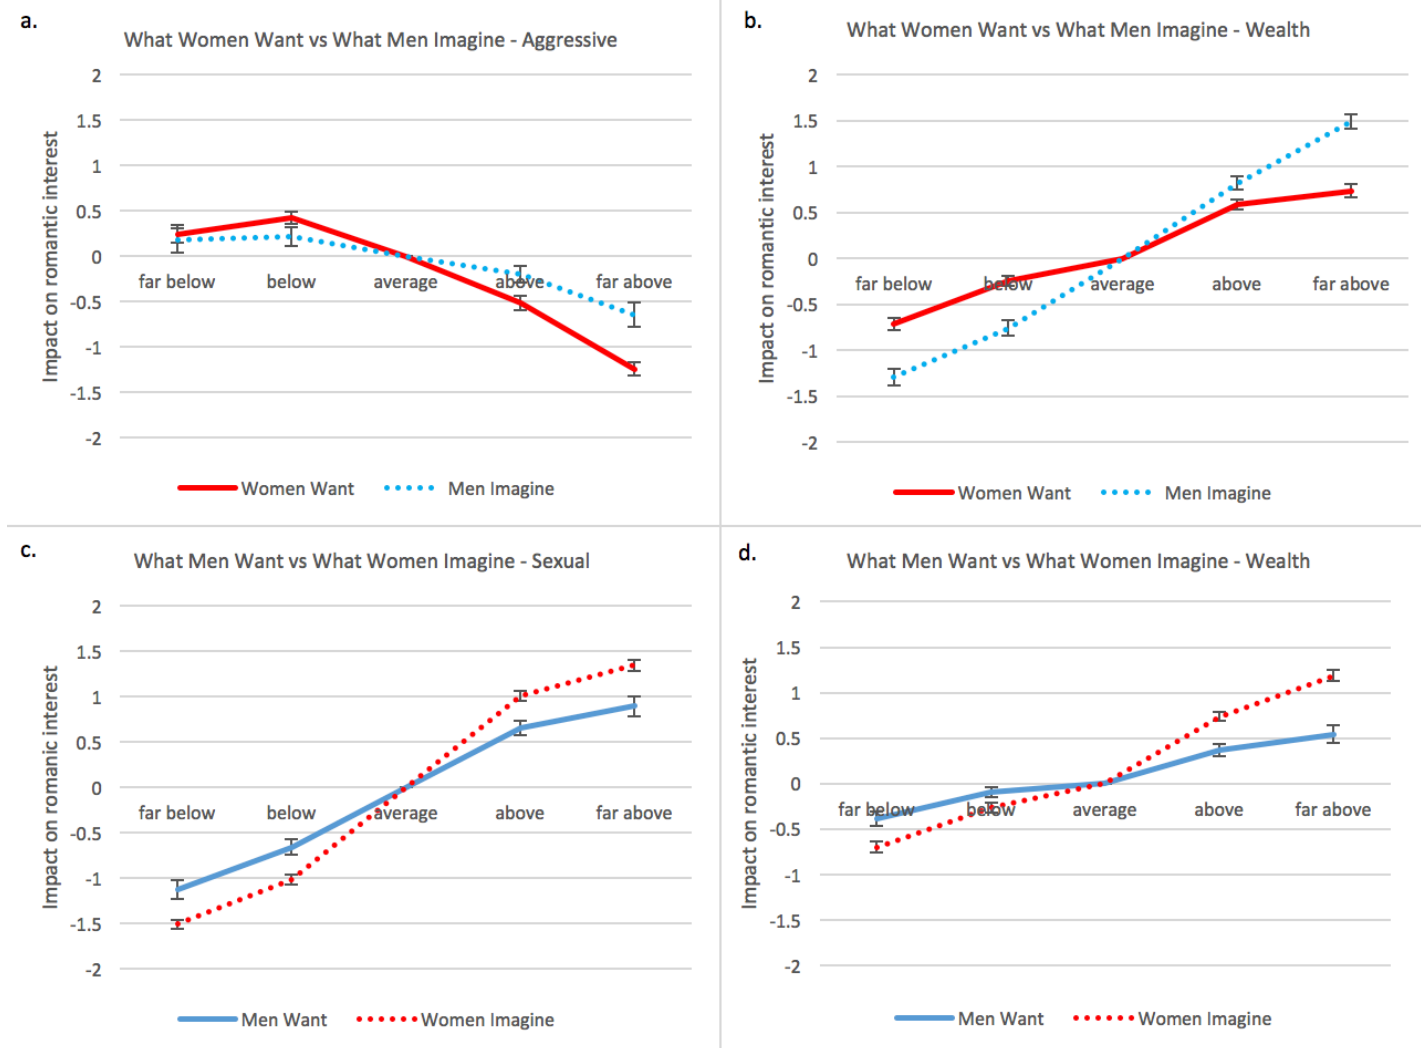 a.
What Women Want vs What Men Imagine - Aggressive
Impact on romantic interest
2
1.5
1
0.5
0
-0.5
-1
-1.5
-2
far below below average above far above
Women Want Men Imagine
b.
What Women Want vs What Men Imagine - Wealth
Impact on romantic interest
2
1.5
1
0.5
0
-0.5
-1
-1.5
-2
far below below average above far above
Women Want Men Imagine
c.
What Men Want vs What Women Imagine - Sexual
Impact on romanic interest
2
1.5
1
0.5
0
-0.5
-1
-1.5
-2
far below below average above far above
Men Want Women Imagine
d.
What Men Want vs What Women Imagine - Wealth
Impact on romantic interest
2
1.5
1
0.5
0
-0.5
-1
-1.5
-2
far below below average above far above
Men Want Women Imagine